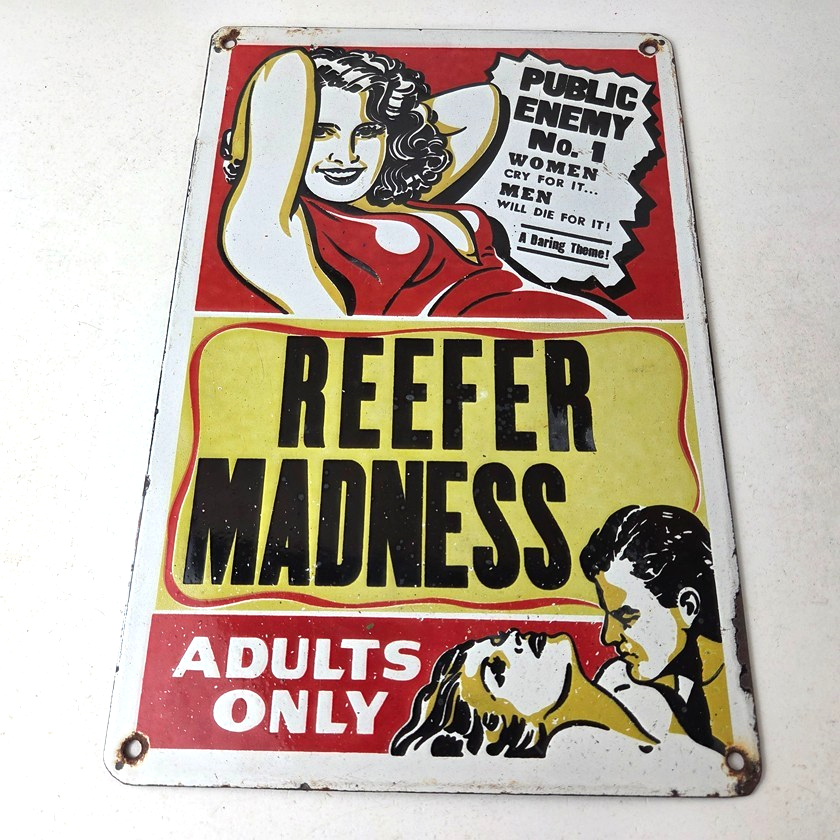 PUBLIC
ENEMY
No. 1
WOMEN
CRY FOR IT...
MEN
WILL DIE FOR IT!
A Daring Theme!
REEFER
MADNESS
ADULTS
ONLY